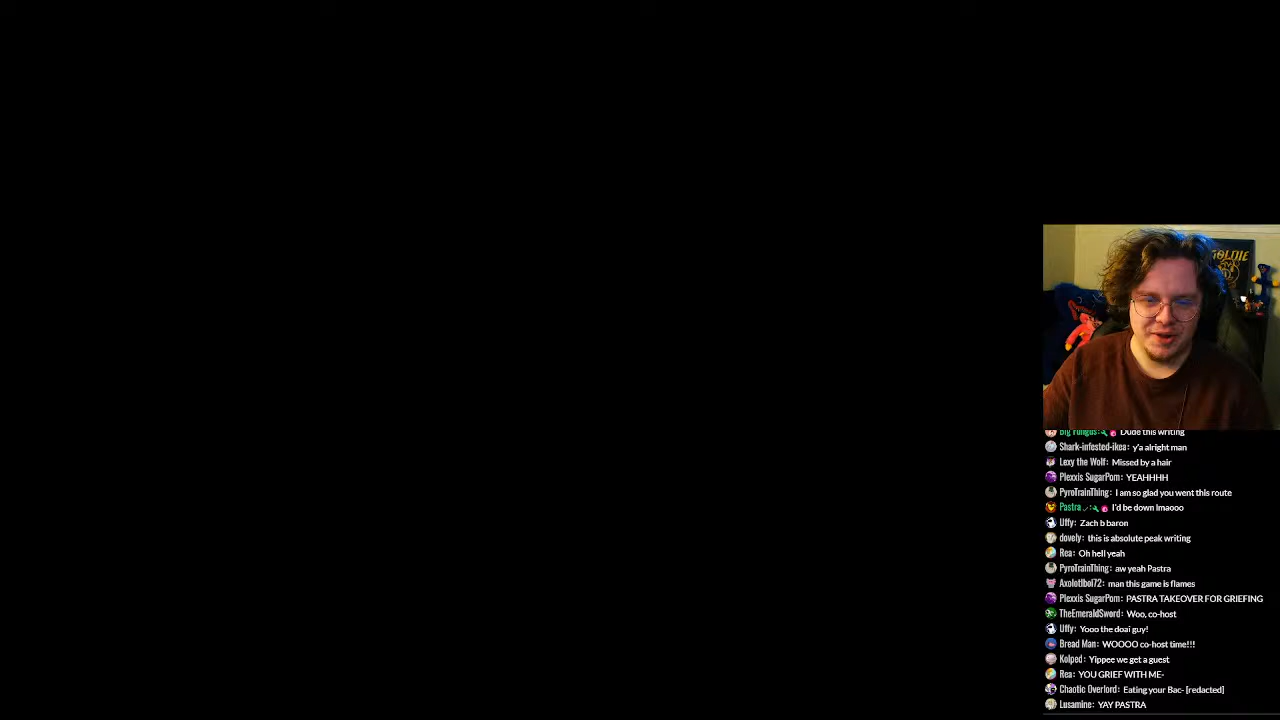 GOLDIE
Big Fungus: Dude this writing
Shark-infested-ikea: y'a alright man
Lexy the Wolf: Missed by a hair
Plexxis SugarPom: YEAHHHH
PyroTrainThing: I am so glad you went this route
Pastra: I'd be down lmaooo
Uffy: Zach b baron
dovely: this is absolute peak writing
Rea: Oh hell yeah
PyroTrainThing: aw yeah Pastra
Axolotlboi72: man this game is flames
Plexxis SugarPom: PASTRA TAKEOVER FOR GRIEFING
TheEmeraldSword: Woo, co-host
Uffy: Yooo the doai guy!
Bread Man: WOOOO co-host time!!!
Kolped: Yippee we get a guest
Rea: YOU GRIEF WITH ME-
Chaotic Overlord: Eating your Bac- [redacted]
Lusamine: YAY PASTRA